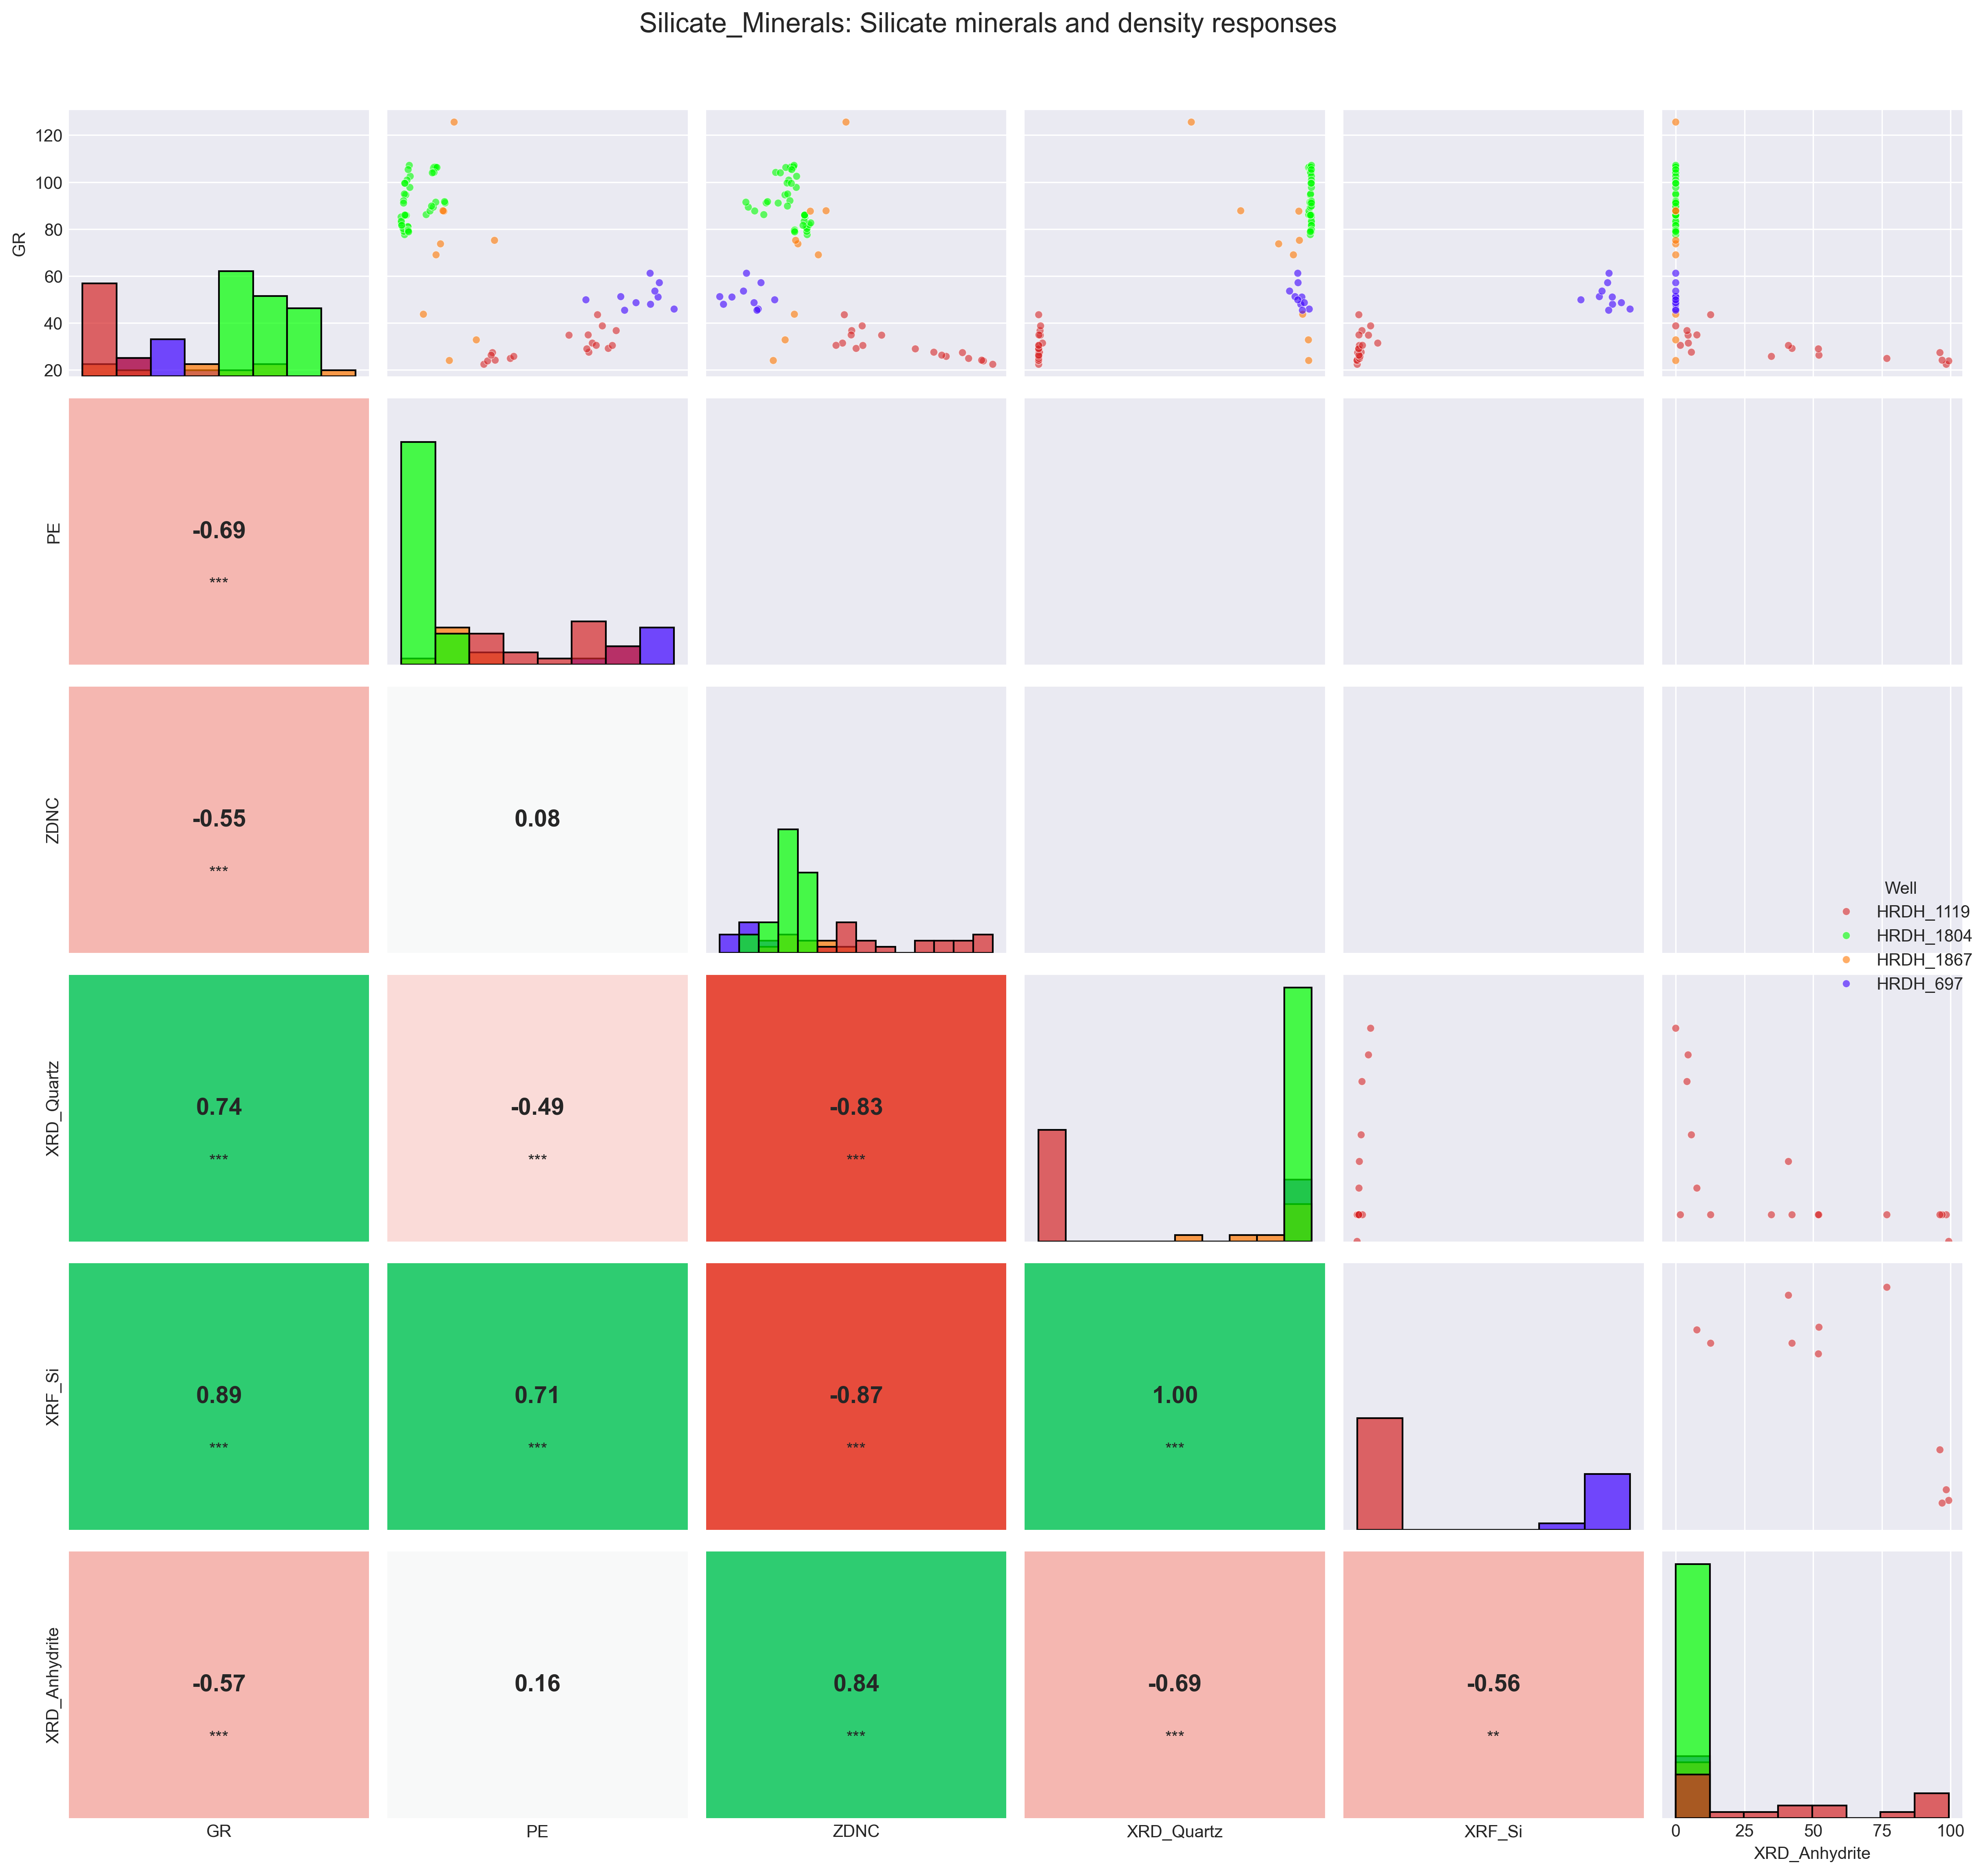 Silicate_Minerals: Silicate minerals and density responses
120
100
80
60
40
20
GR
PE
-0.69
***
ZDNC
-0.55
***
0.08
Well
HRDH_1119
HRDH_1804
HRDH_1867
HRDH_697
XRD_Quartz
0.74
***
-0.49
***
-0.83
***
XRF_Si
0.89
***
0.71
***
-0.87
***
1.00
***
XRD_Anhydrite
-0.57
***
0.16
0.84
***
-0.69
***
-0.56
**
0 25 50 75 100
GR PE ZDNC XRD_Quartz XRF_Si XRD_Anhydrite